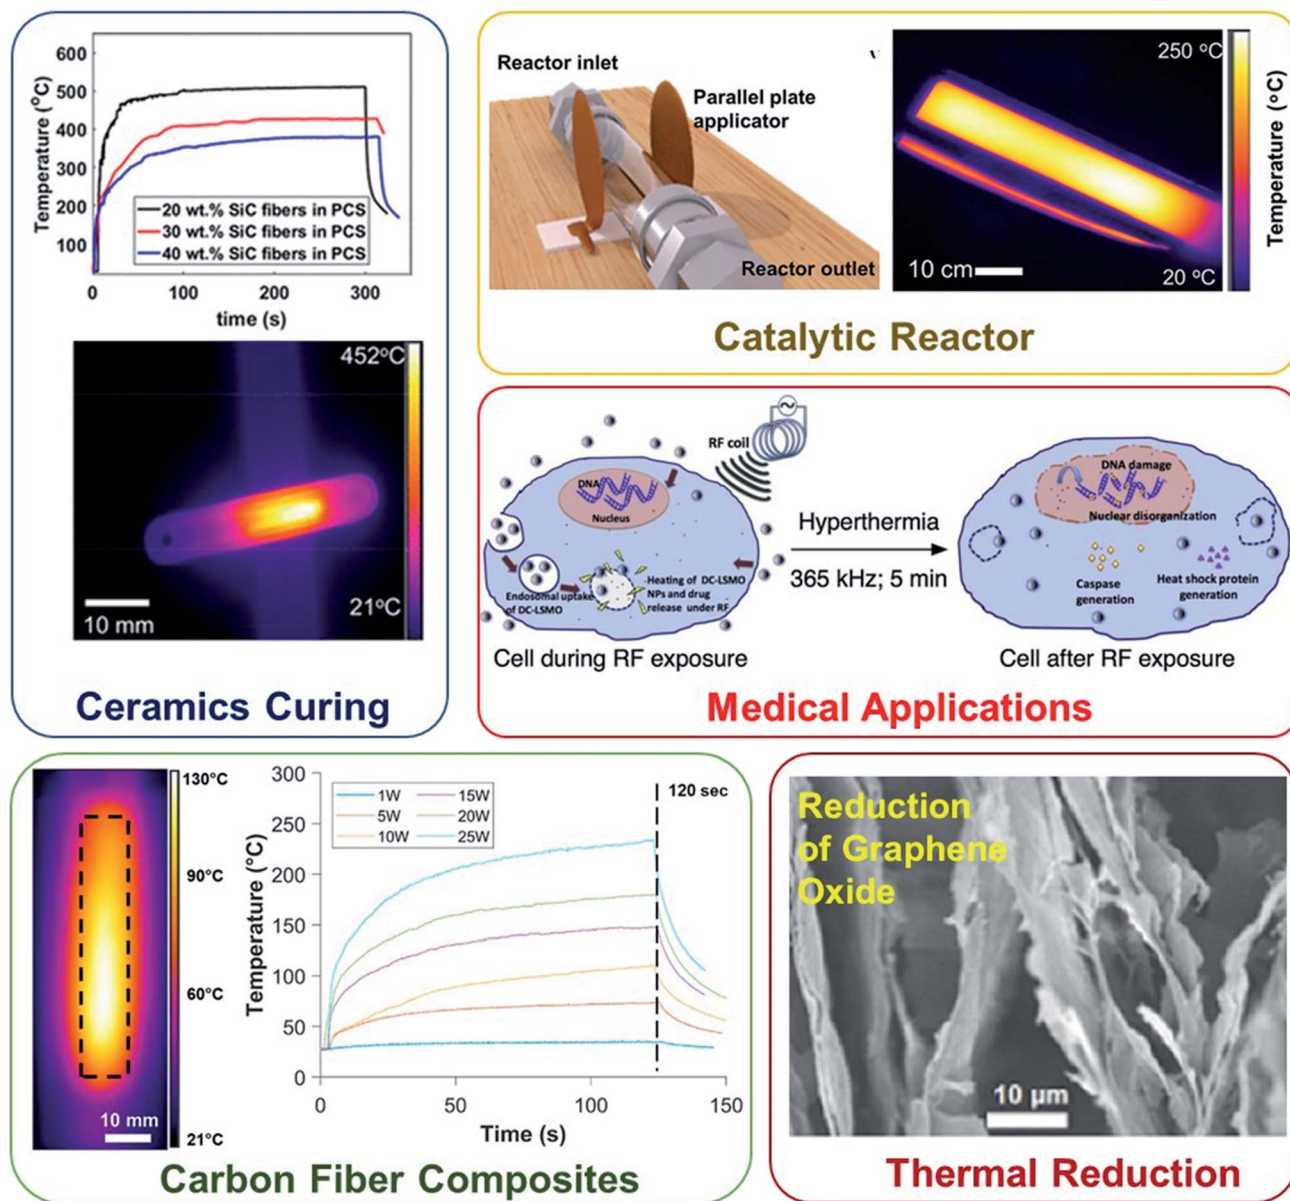 600
500
400
300
200
100
Temperature (°C)
20 wt.% SiC fibers in PCS
30 wt.% SiC fibers in PCS
40 wt.% SiC fibers in PCS
0
100
200
300
time (s)
452°C
21°C
10 mm
Ceramics Curing
Reactor inlet
Parallel plate
applicator
Reactor outlet
250 °C
10 cm
20 °C
Temperature (°C)
Catalytic Reactor
RF coil
DNA
Nucleus
Endosomal uptake
of DC-LSMO
Heating of DC-LSMO
NPs and drug
release under RF
Cell during RF exposure
Hyperthermia
365 kHz; 5 min
DNA damage
Nuclear disorganization
Caspase
generation
Heat shock protein
generation
Cell after RF exposure
Medical Applications
130°C
90°C
60°C
21°C
10 mm
300
250
200
150
100
50
0
Temperature (°C)
1W
5W
10W
15W
20W
25W
120 sec
0
50
100
150
Time (s)
Carbon Fiber Composites
Reduction
of Graphene
Oxide
10 µm
Thermal Reduction